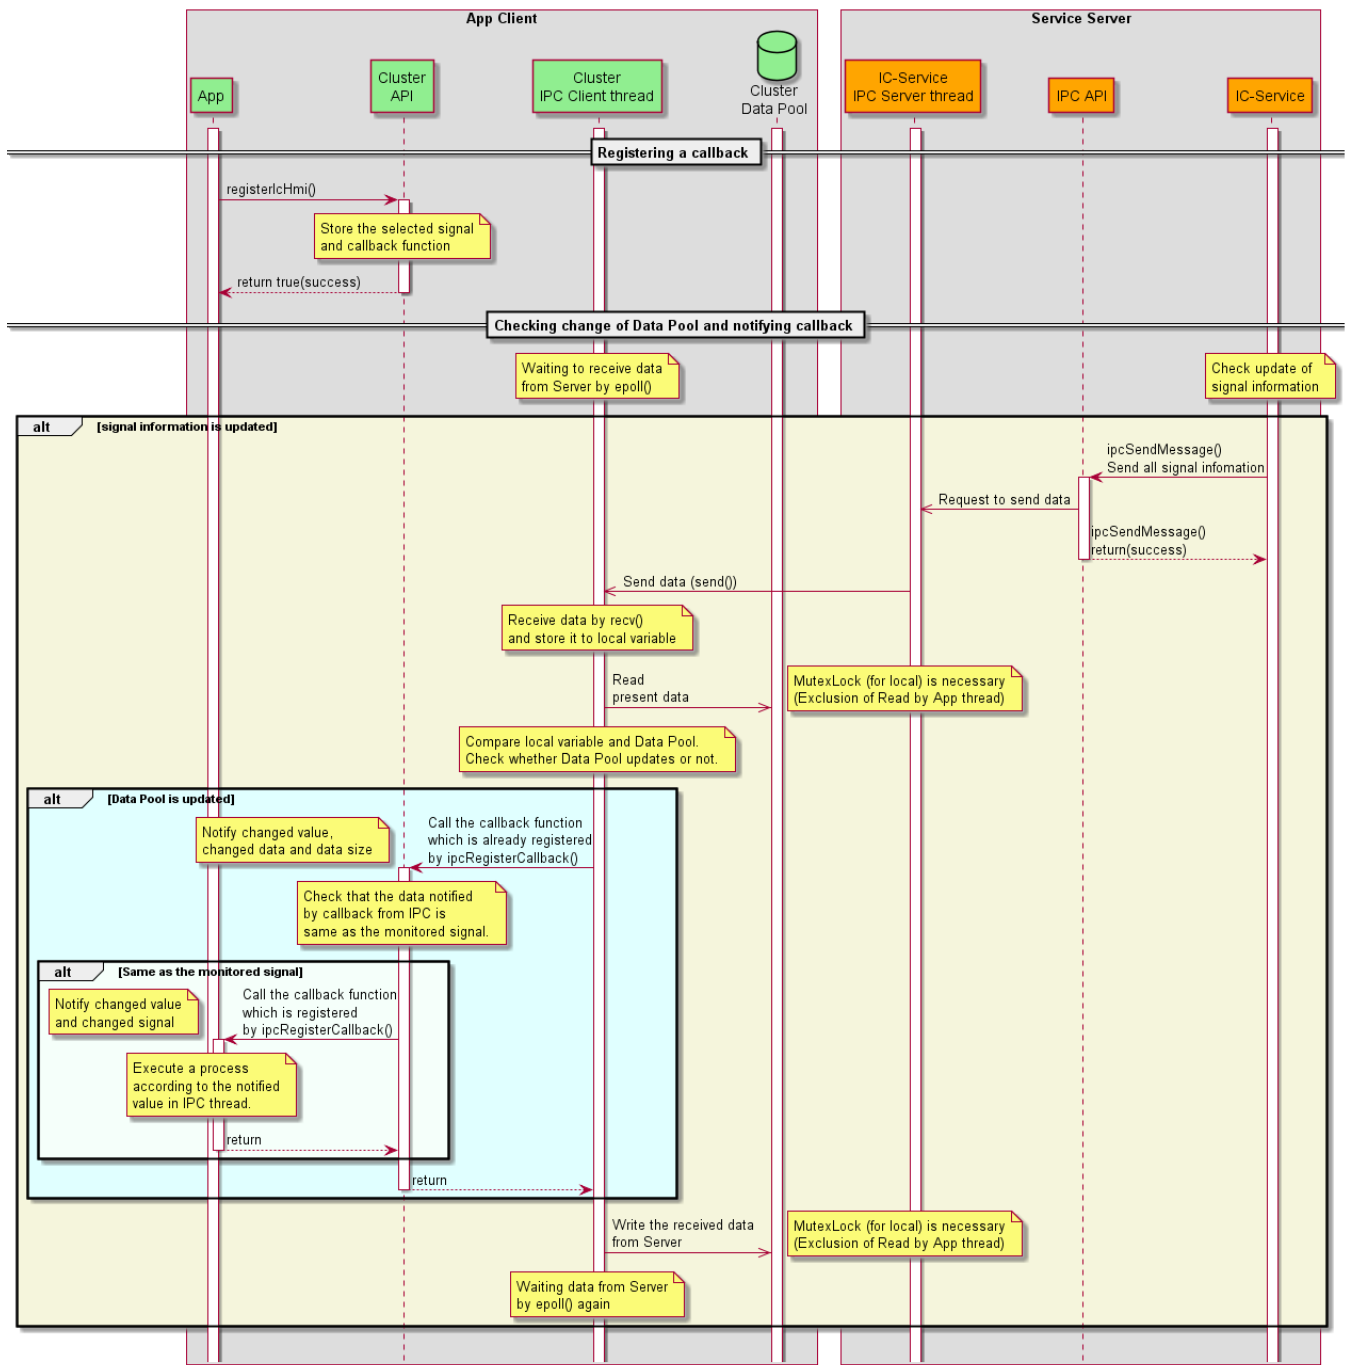 App Client
Service Server
App
Cluster
API
Cluster
IPC Client thread
Cluster
Data Pool
IC-Service
IPC Server thread
IPC API
IC-Service
Registering a callback
registerIcHmi()
Store the selected signal
and callback function
return true(success)
Checking change of Data Pool and notifying callback
Waiting to receive data
from Server by epoll()
Check update of
signal information
alt
[signal information is updated]
ipcSendMessage()
Send all signal infomation
Request to send data
ipcSendMessage()
return(success)
Send data (send())
Receive data by recv()
and store it to local variable
Read
present data
MutexLock (for local) is necessary
(Exclusion of Read by App thread)
Compare local variable and Data Pool.
Check whether Data Pool updates or not.
alt
[Data Pool is updated]
Notify changed value,
changed data and data size
Call the callback function
which is already registered
by ipcRegisterCallback()
Check that the data notified
by callback from IPC is
same as the monitored signal.
alt
[Same as the monitored signal]
Notify changed value
and changed signal
Call the callback function
which is registered
by ipcRegisterCallback()
Execute a process
according to the notified
value in IPC thread.
return
return
Write the received data
from Server
MutexLock (for local) is necessary
(Exclusion of Read by App thread)
Waiting data from Server
by epoll() again